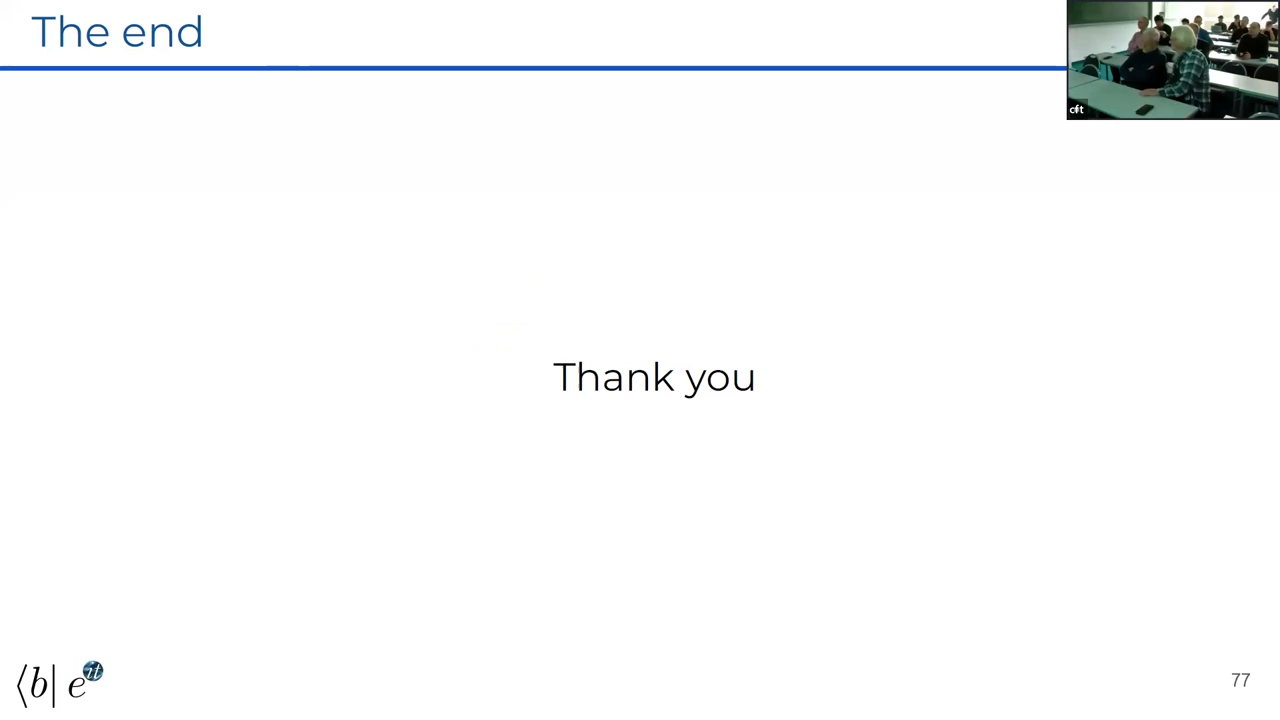 The end
cft
Thank you
⟨b| e^{it}
77